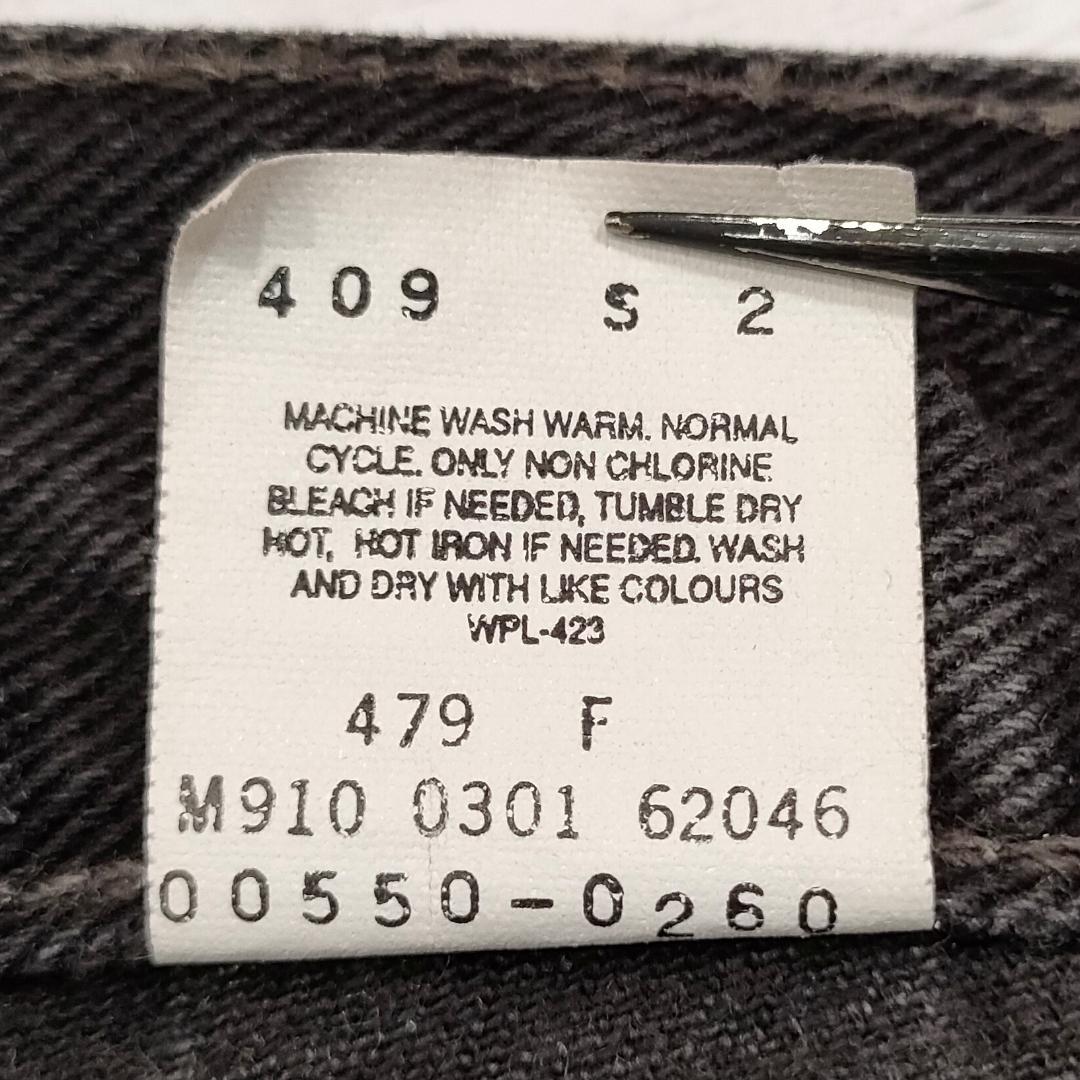 409 S 2
MACHINE WASH WARM. NORMAL
CYCLE. ONLY NON CHLORINE
BLEACH IF NEEDED, TUMBLE DRY
HOT, HOT IRON IF NEEDED. WASH
AND DRY WITH LIKE COLOURS
WPL-423
479 F
M910 0301 62046
00550-0260